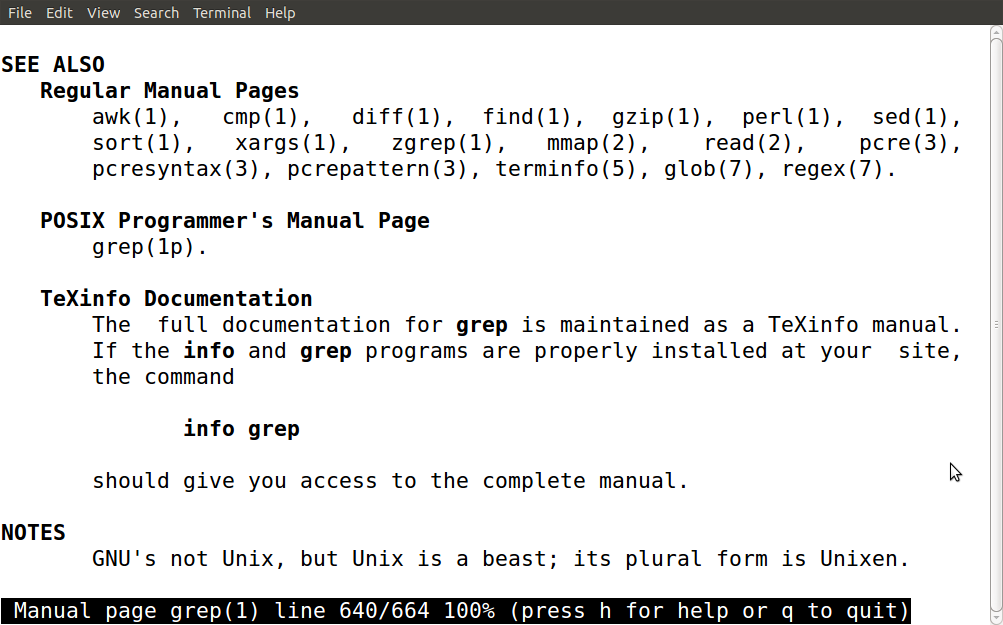 File Edit View Search Terminal Help
SEE ALSO
Regular Manual Pages
awk(1), cmp(1), diff(1), find(1), gzip(1), perl(1), sed(1),
sort(1), xargs(1), zgrep(1), mmap(2), read(2), pcre(3),
pcresyntax(3), pcrepattern(3), terminfo(5), glob(7), regex(7).
POSIX Programmer's Manual Page
grep(1p).
TeXinfo Documentation
The full documentation for grep is maintained as a TeXinfo manual.
If the info and grep programs are properly installed at your site,
the command
info grep
should give you access to the complete manual.
NOTES
GNU's not Unix, but Unix is a beast; its plural form is Unixen.
Manual page grep(1) line 640/664 100% (press h for help or q to quit)